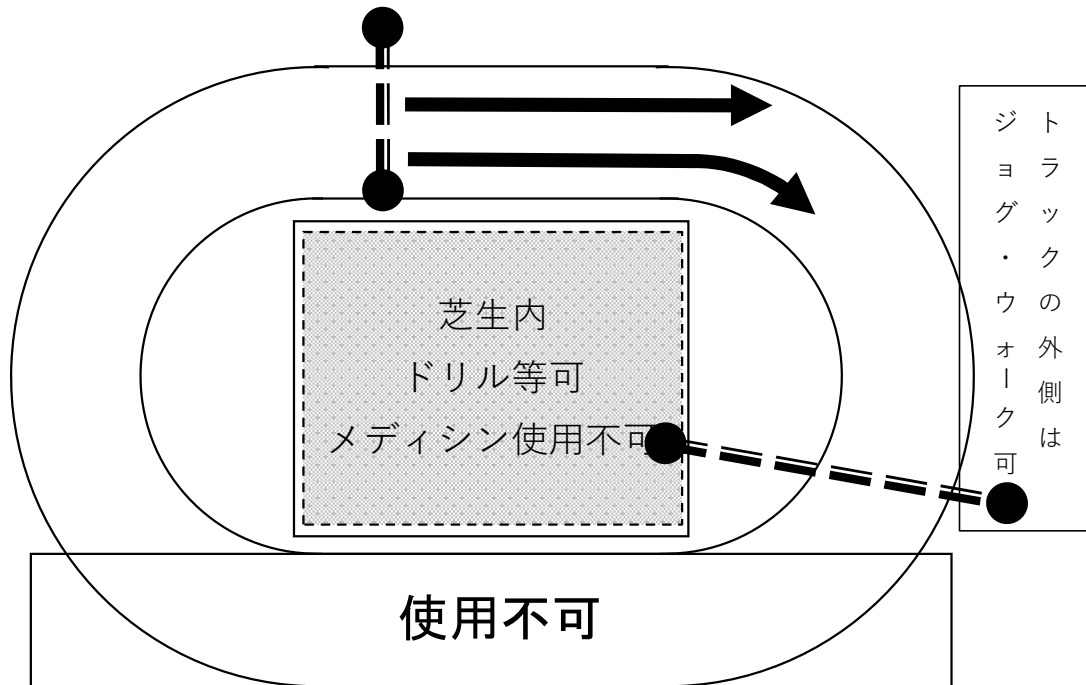 芝生内
ドリル等可
メディシン使用不可
トラックの外側は
ジョグ・ウォーク可
使用不可